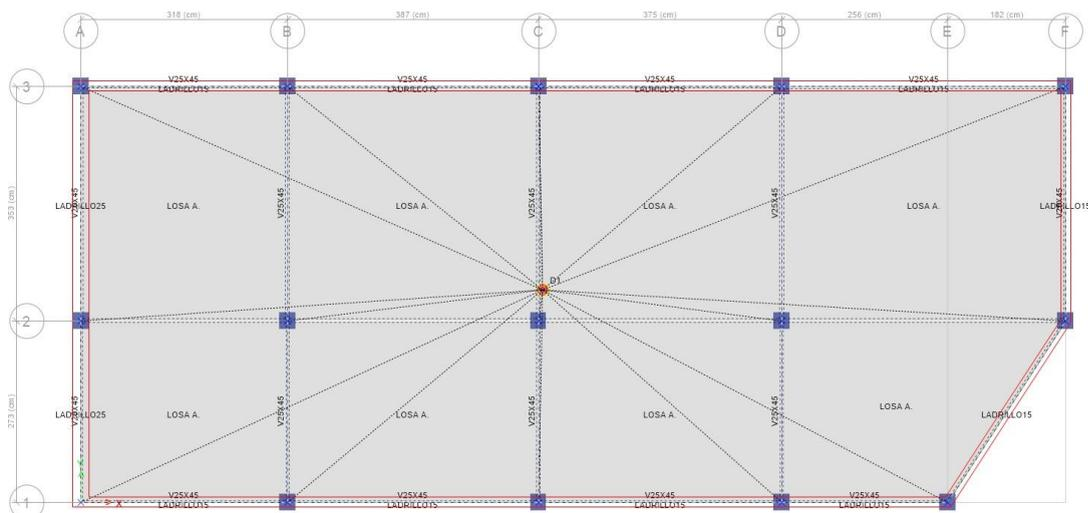 318 (cm) 387 (cm) 375 (cm) 256 (cm) 182 (cm)
A B C D E F
V25X45 V25X45 V25X45 V25X45
3
LADRILLO15 LADRILLO15 LADRILLO15 LADRILLO15
353 (cm)
V25X45 V25X45 V25X45 V25X45 V25X45
LADRILLO25 LOSA A. LOSA A. LOSA A. LOSA A. LADRILLO15
D1
2
273 (cm)
V25X45 V25X45 V25X45 V25X45
LOSA A.
LADRILLO25 LOSA A. LOSA A. LOSA A. LADRILLO15
V25X45 V25X45 V25X45 V25X45
1
X
LADRILLO15 LADRILLO15 LADRILLO15 LADRILLO15